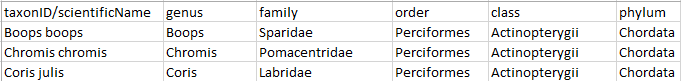 taxonID/scientificName genus family order class phylum
Boops boops Boops Sparidae Perciformes Actinopterygii Chordata
Chromis chromis Chromis Pomacentridae Perciformes Actinopterygii Chordata
Coris julis Coris Labridae Perciformes Actinopterygii Chordata